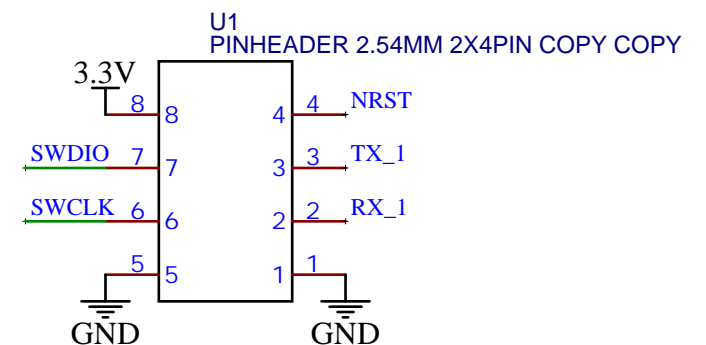 U1
PINHEADER 2.54MM 2X4PIN COPY COPY
3.3V
8 8 4 4 NRST
SWDIO 7 7 3 3 TX_1
SWCLK 6 6 2 2 RX_1
5 5 1 1
GND GND